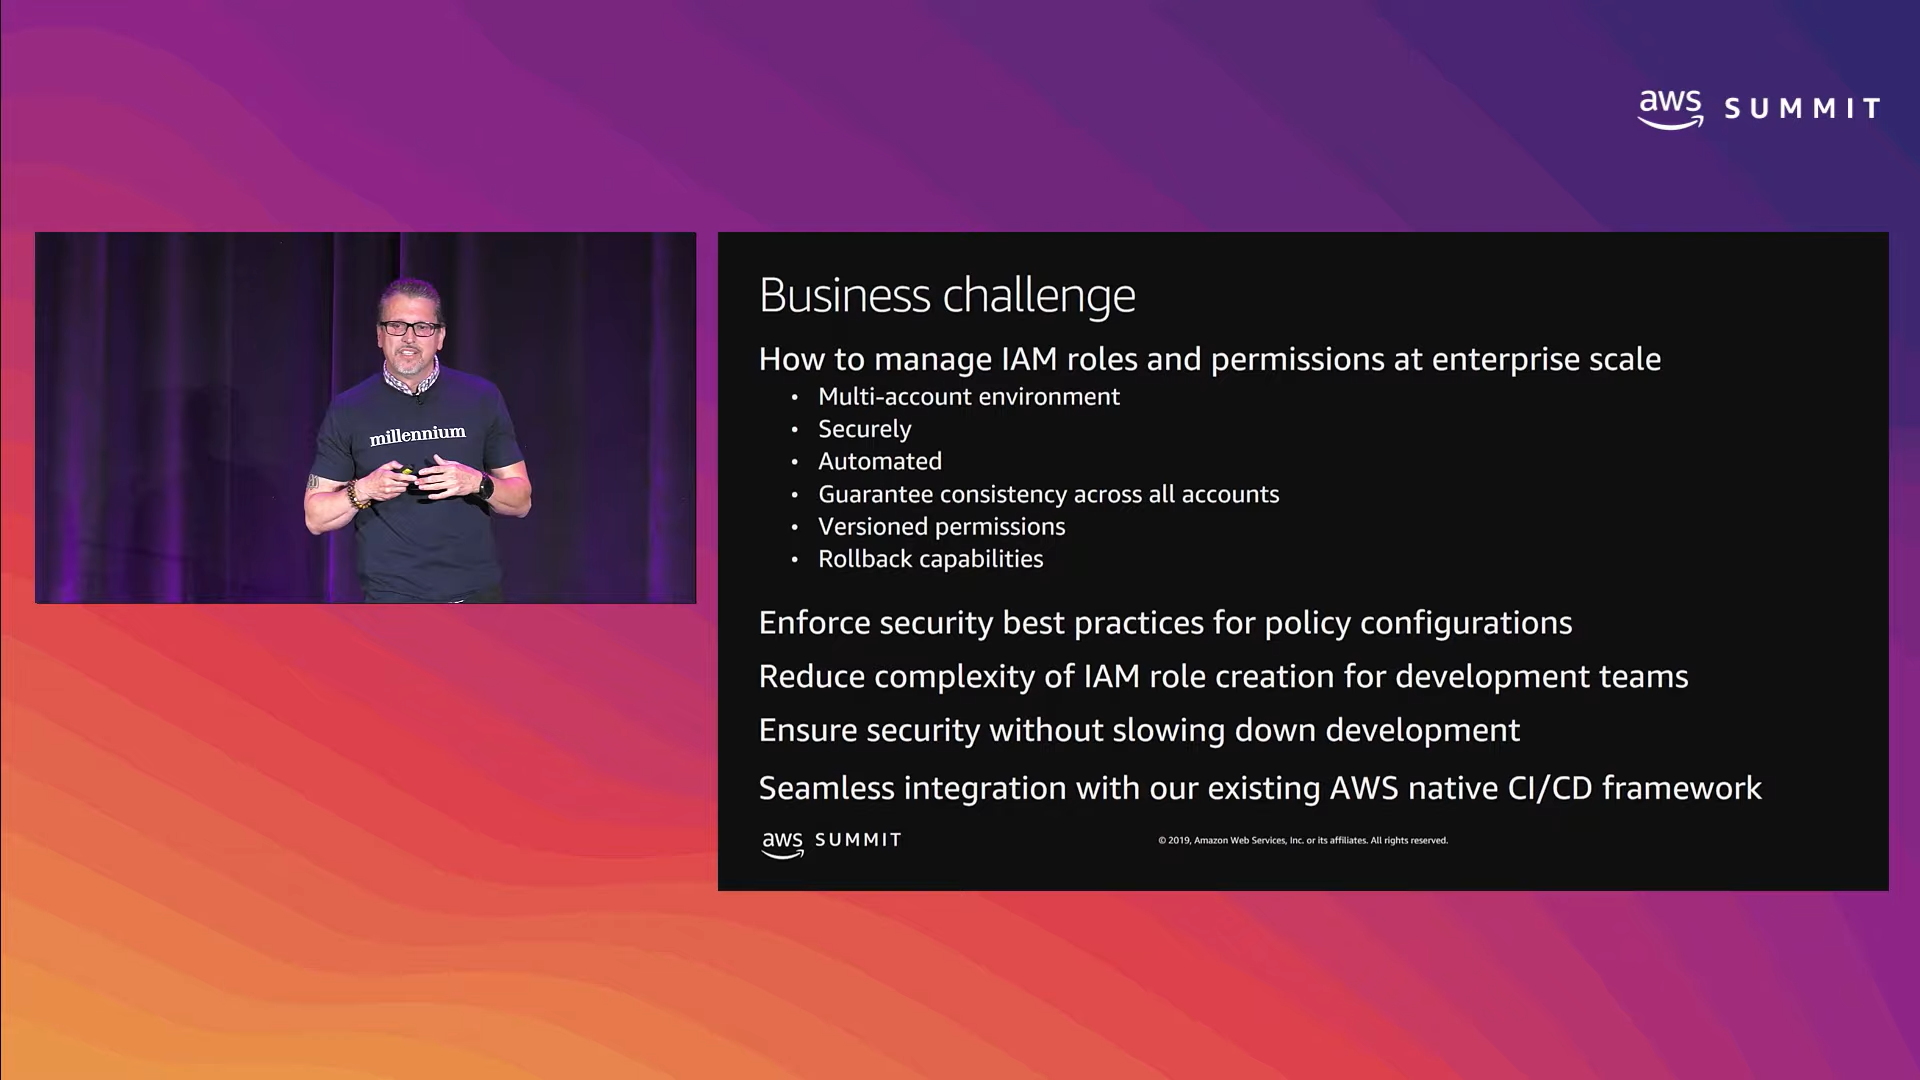 aws SUMMIT
millennium
Business challenge
How to manage IAM roles and permissions at enterprise scale
• Multi-account environment
• Securely
• Automated
• Guarantee consistency across all accounts
• Versioned permissions
• Rollback capabilities
Enforce security best practices for policy configurations
Reduce complexity of IAM role creation for development teams
Ensure security without slowing down development
Seamless integration with our existing AWS native CI/CD framework
aws SUMMIT
© 2019, Amazon Web Services, Inc. or its affiliates. All rights reserved.